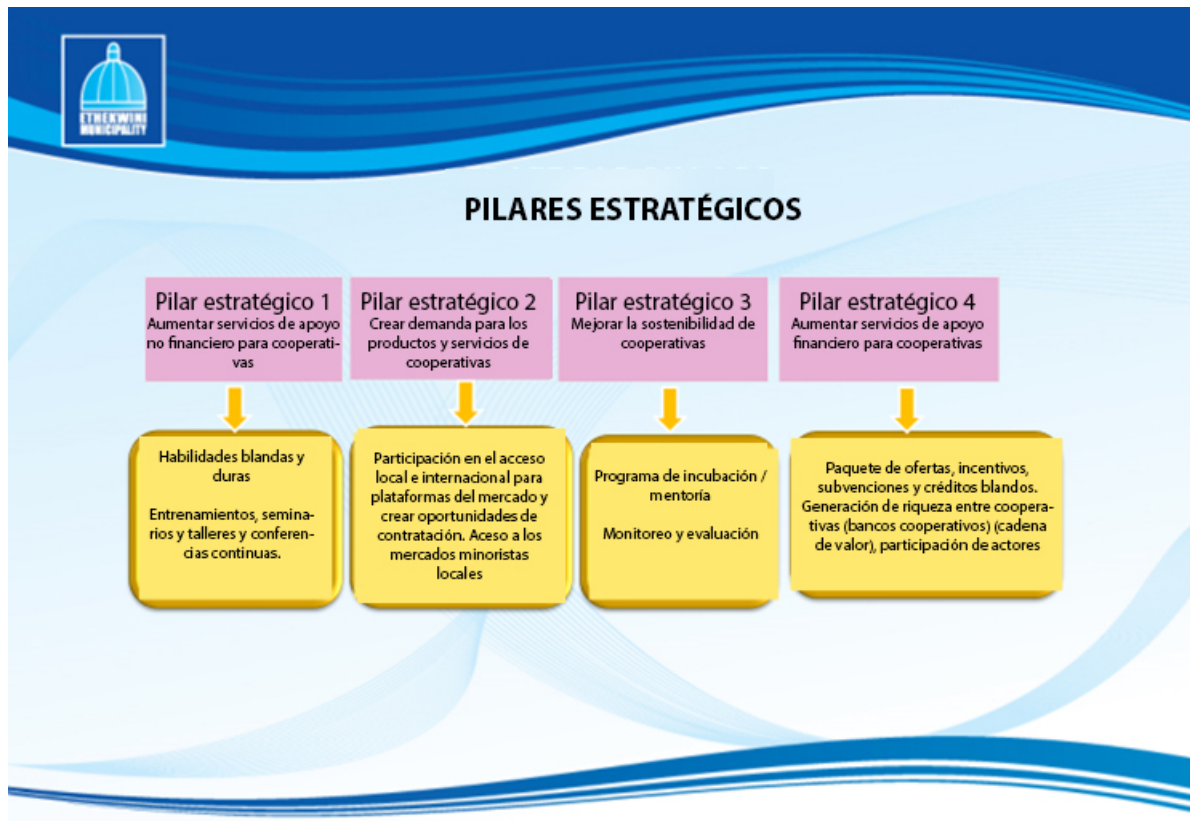 ETHEKWINI
MUNICIPALITY
PILARES ESTRATÉGICOS
Pilar estratégico 1
Aumentar servicios de apoyo
no financiero para cooperati-
vas
Pilar estratégico 2
Crear demanda para los
productos y servicios de
cooperativas
Pilar estratégico 3
Mejorar la sostenibilidad de
cooperativas
Pilar estratégico 4
Aumentar servicios de apoyo
financiero para cooperativas
Habilidades blandas y
duras
Entrenamientos, semina-
rios y talleres y conferen-
cias continuas.
Participación en el acceso
local e internacional para
plataformas del mercado y
crear oportunidades de
contratación. Aceso a los
mercados minoristas
locales
Programa de incubación /
mentoría
Monitoreo y evaluación
Paquete de ofertas, incentivos,
subvenciones y créditos blandos.
Generación de riqueza entre coopera-
tivas (bancos cooperativos) (cadena
de valor), participación de actores